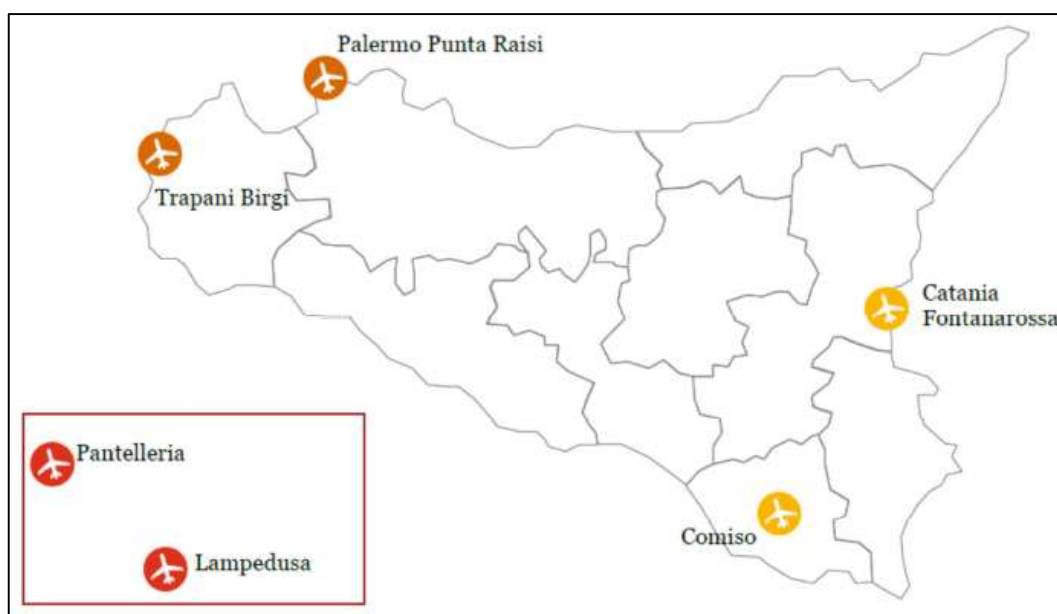 Palermo Punta Raisi
Trapani Birgi
Catania
Fontanarossa
Pantelleria
Comiso
Lampedusa